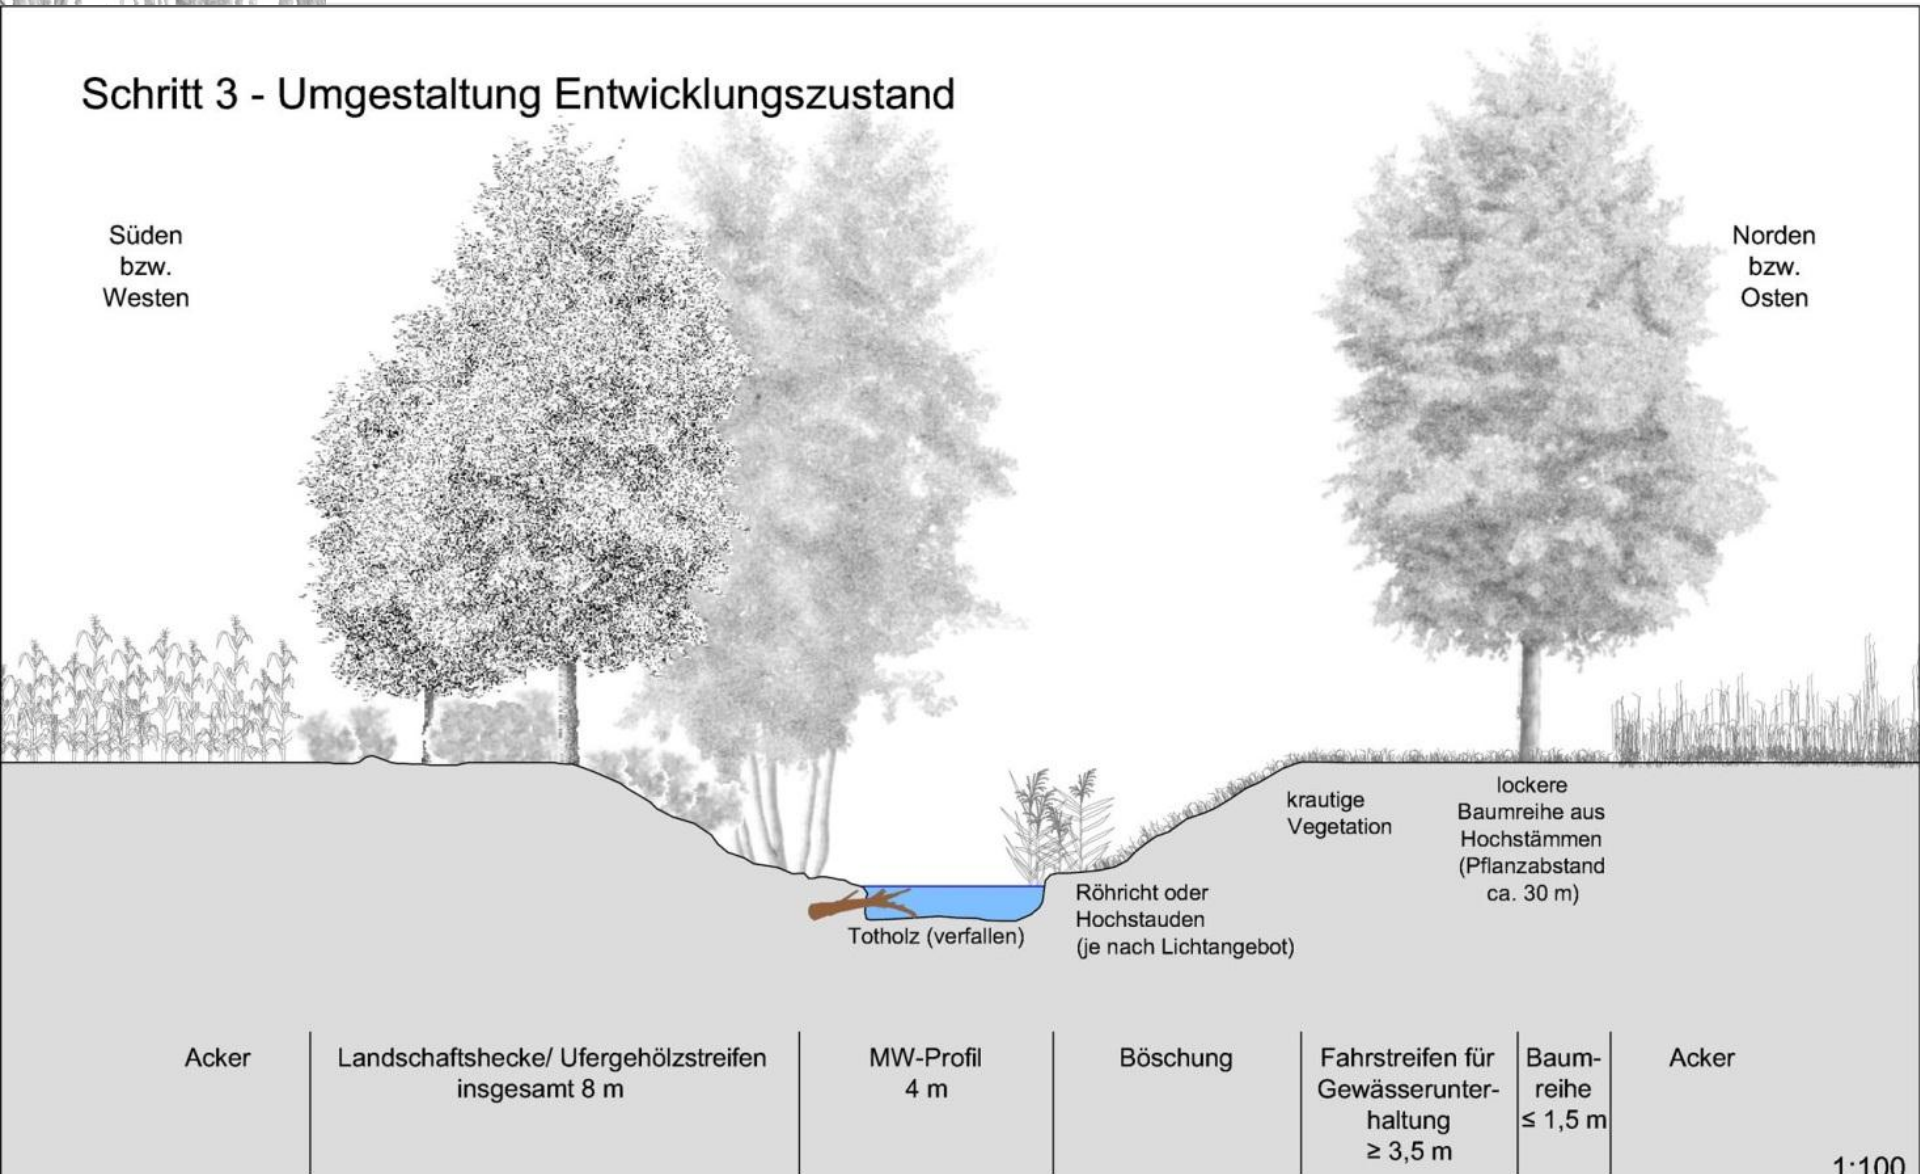 Schritt 3 - Umgestaltung Entwicklungszustand
Süden
bzw.
Westen
Norden
bzw.
Osten
krautige
Vegetation
lockere
Baumreihe aus
Hochstämmen
(Pflanzabstand
ca. 30 m)
Röhricht oder
Hochstauden
(je nach Lichtangebot)
Totholz (verfallen)
Acker
Landschaftshecke/ Ufergehölzstreifen
insgesamt 8 m
MW-Profil
4 m
Böschung
Fahrstreifen für
Gewässerunter-
haltung
≥ 3,5 m
Baum-
reihe
≤ 1,5 m
Acker
1:100